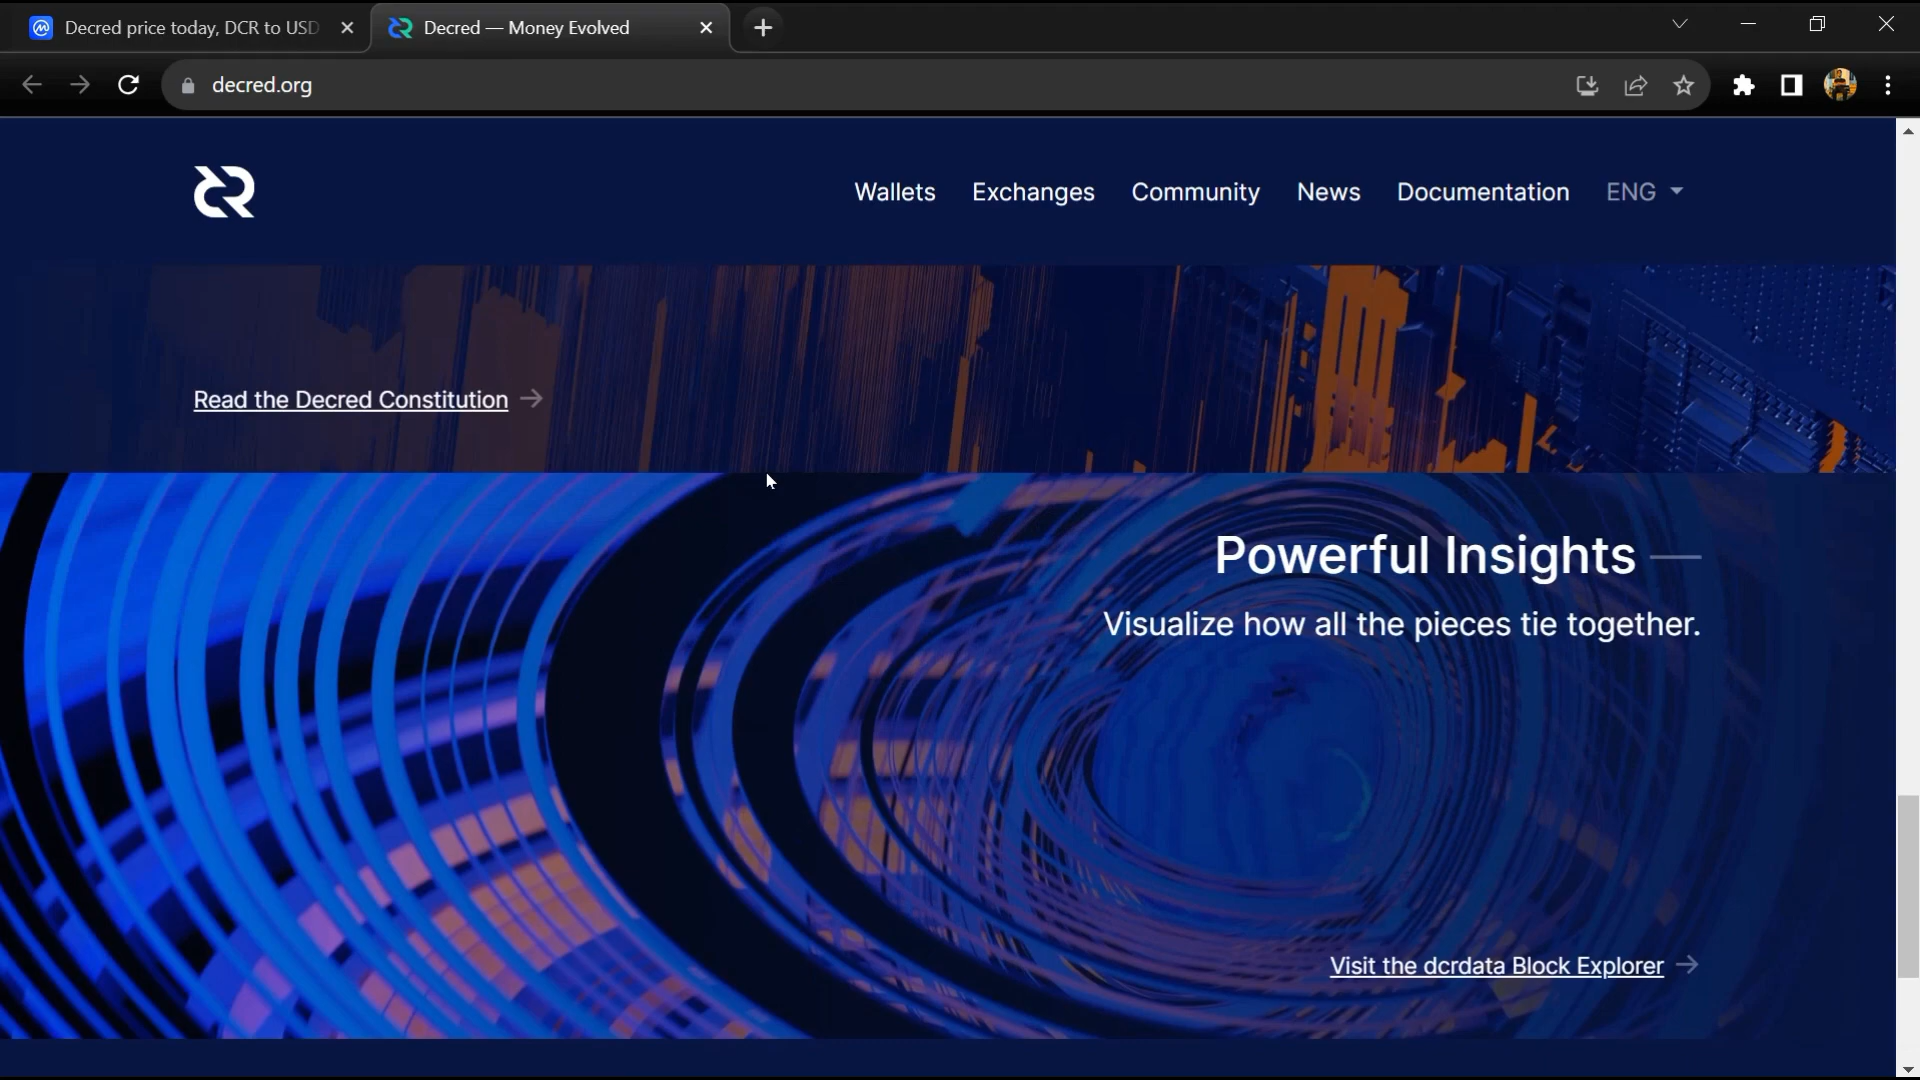 Decred price today, DCR to USD
Decred — Money Evolved
decred.org
Wallets Exchanges Community News Documentation ENG
Read the Decred Constitution →
Powerful Insights —
Visualize how all the pieces tie together.
Visit the dcrdata Block Explorer →